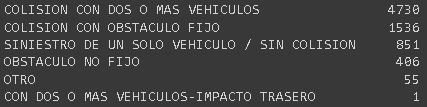 COLISION CON DOS O MAS VEHICULOS 4730
COLISION CON OBSTACULO FIJO 1536
SINIESTRO DE UN SOLO VEHICULO / SIN COLISION 851
OBSTACULO NO FIJO 406
OTRO 55
CON DOS O MAS VEHICULOS-IMPACTO TRASERO 1